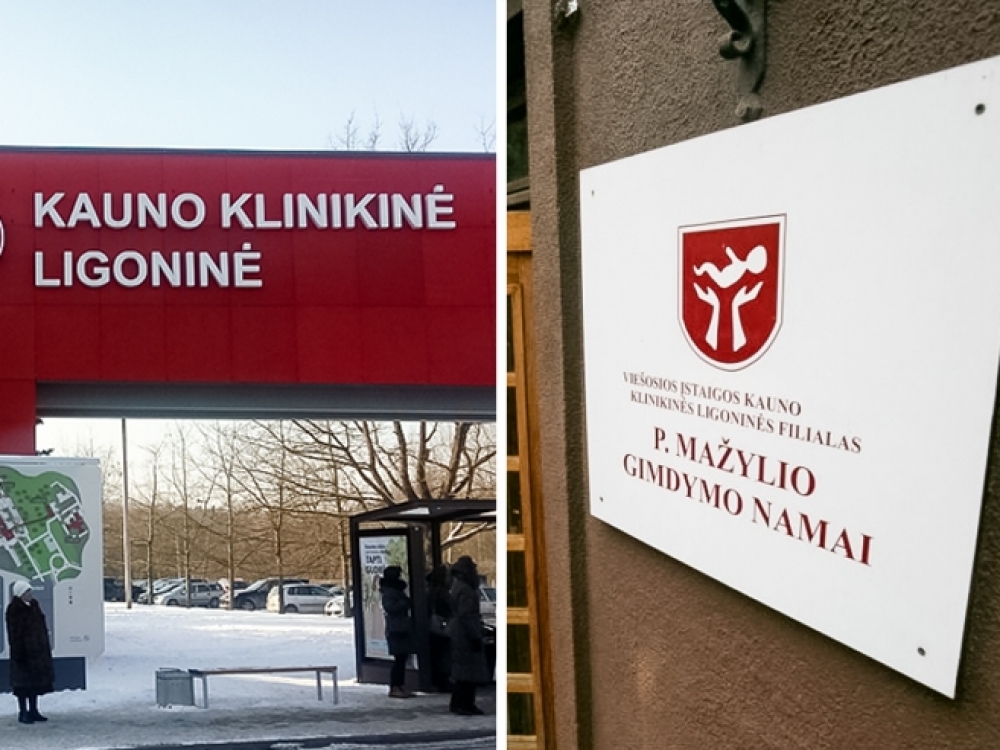 KAUNO KLINIKINĖ
LIGONINĖ
VIEŠOSIOS ĮSTAIGOS KAUNO
KLINIKINĖS LIGONINĖS FILIALAS
P. MAŽYLIO
GIMDYMO NAMAI